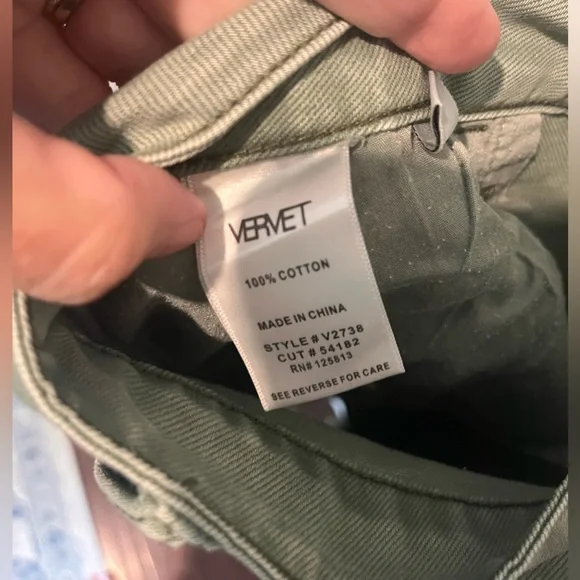 VERVET
100% COTTON
MADE IN CHINA
STYLE # V2738
CUT # 54182
RN# 125813
SEE REVERSE FOR CARE